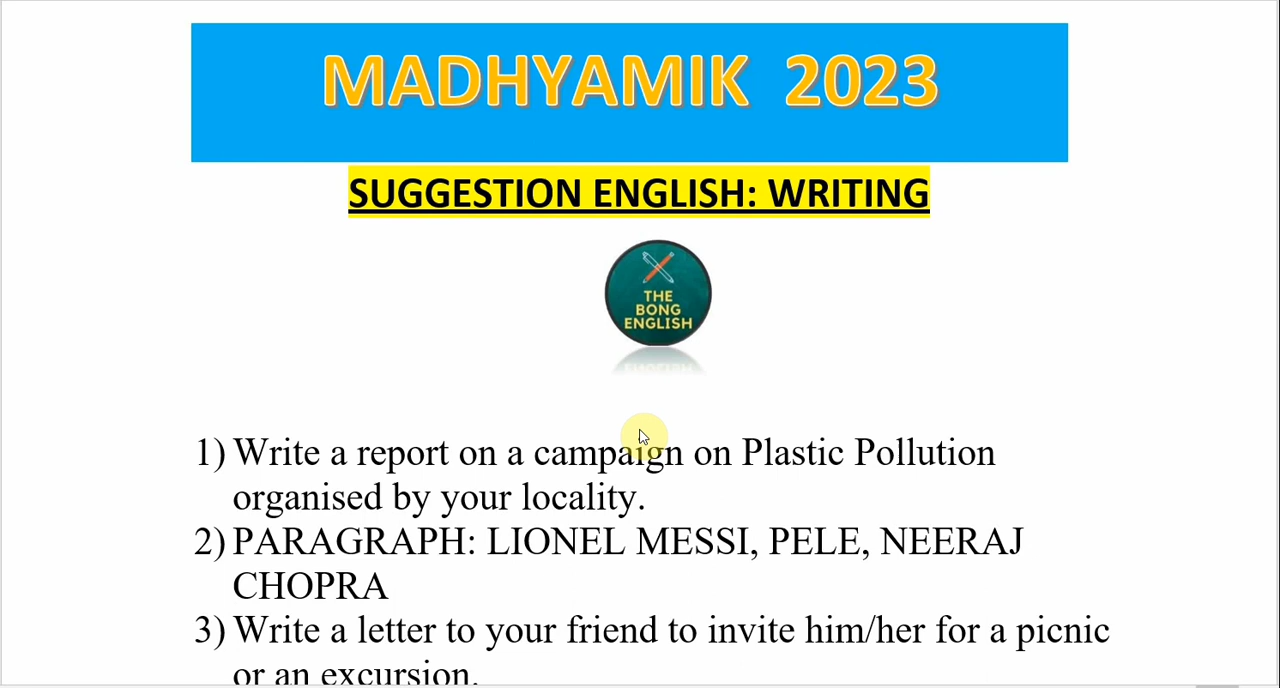 MADHYAMIK 2023
SUGGESTION ENGLISH: WRITING
THE
BONG
ENGLISH
1) Write a report on a campaign on Plastic Pollution
organised by your locality.
2) PARAGRAPH: LIONEL MESSI, PELE, NEERAJ
CHOPRA
3) Write a letter to your friend to invite him/her for a picnic
or an excursion.